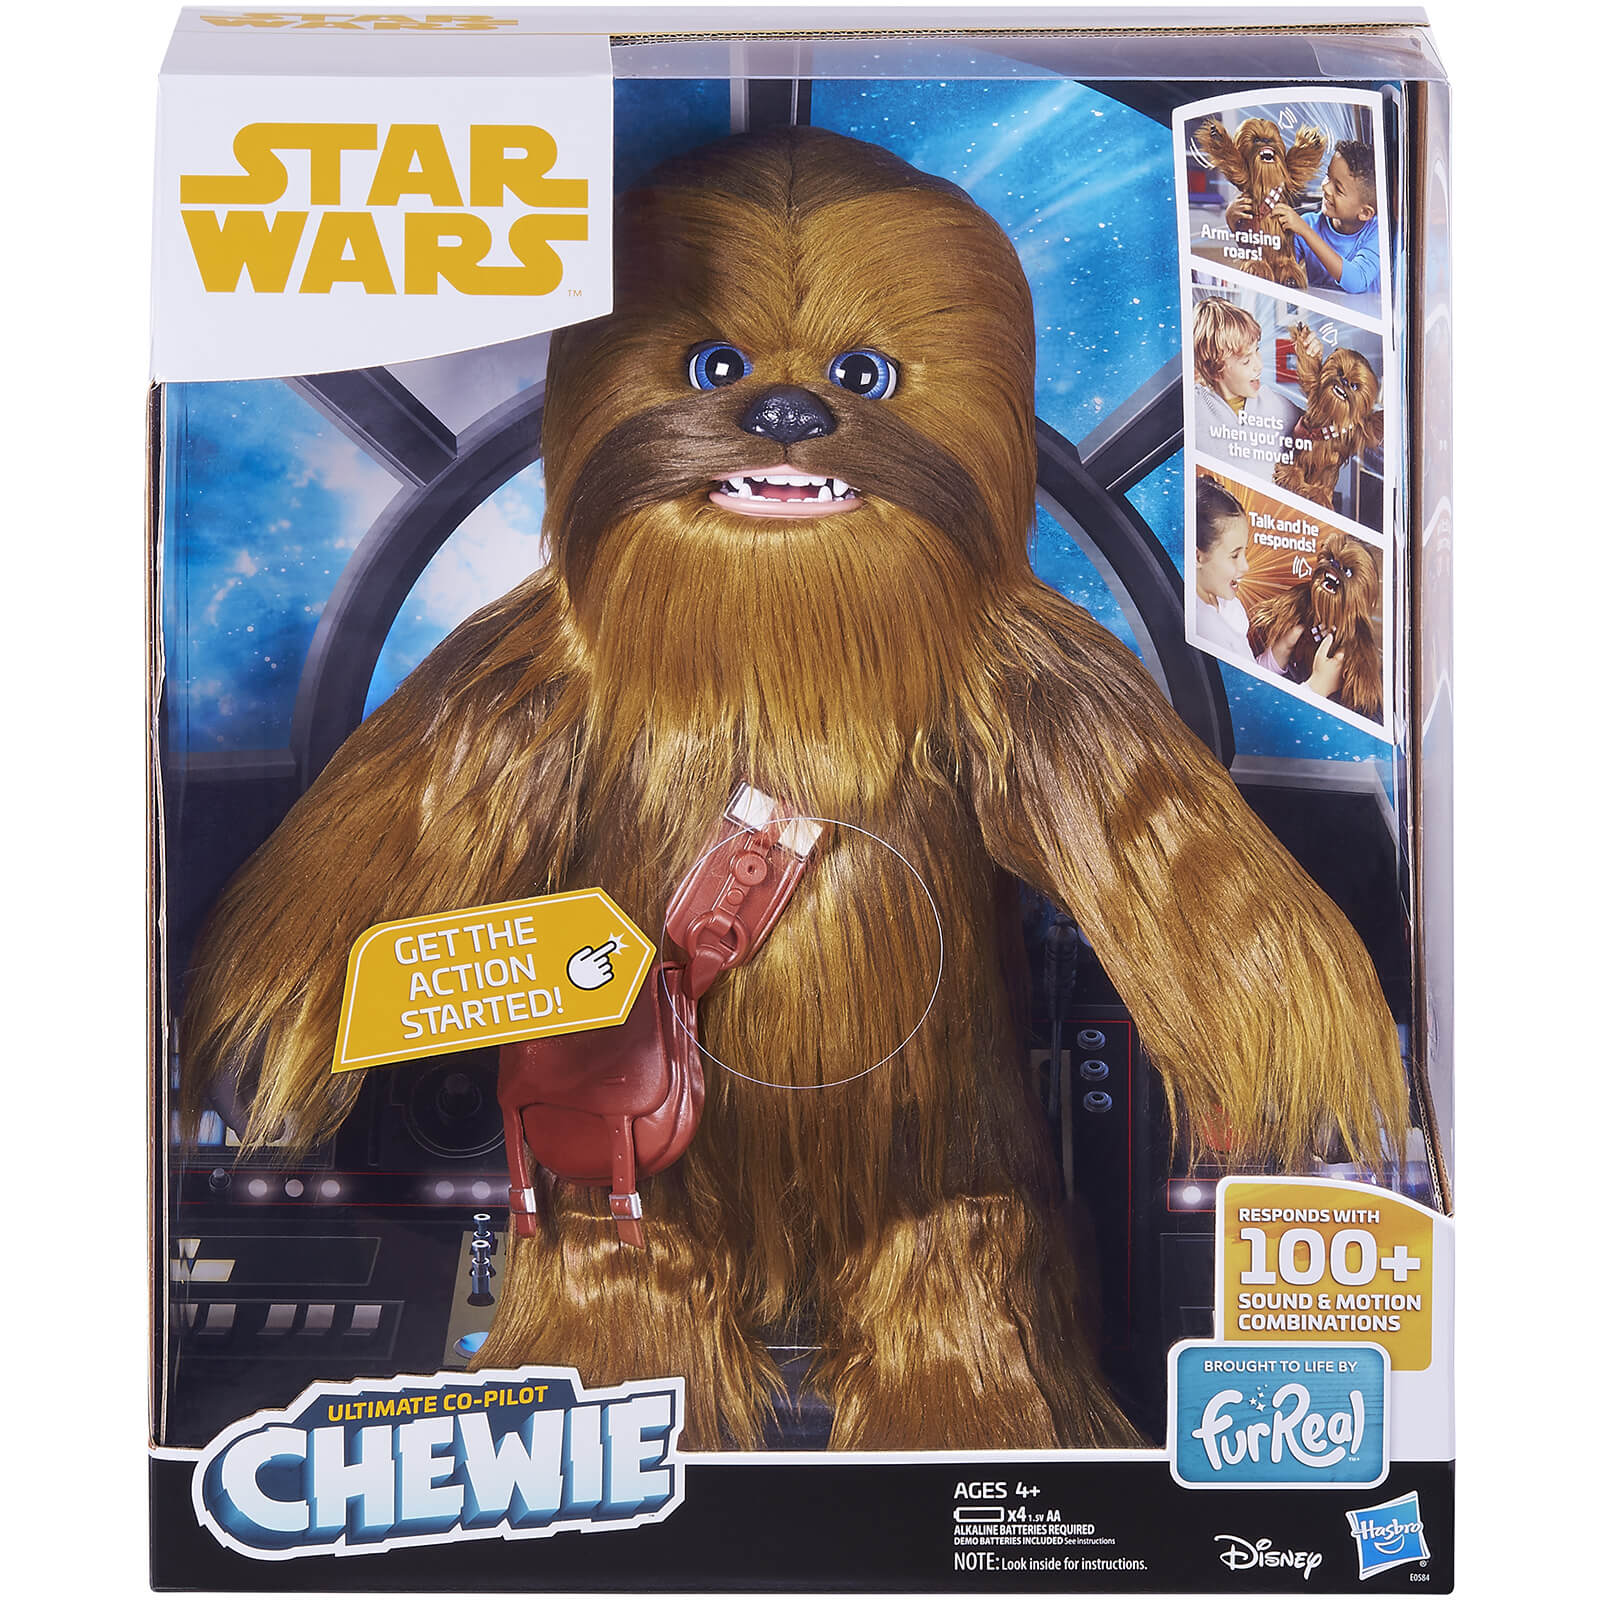 STAR WARS
STAR
WARS
TM
Arm-raising
roars!
Reacts
when you're on
the move!
Talk and he
responds!
GET THE
ACTION
STARTED!
RESPONDS WITH
100+
SOUND & MOTION
COMBINATIONS
BROUGHT TO LIFE BY
furReal
ULTIMATE CO-PILOT
CHEWIE
AGES 4+
x4 1.5V AA
ALKALINE BATTERIES REQUIRED
DEMO BATTERIES INCLUDED See instructions
NOTE: Look inside for instructions.
Disney
Hasbro
E0584